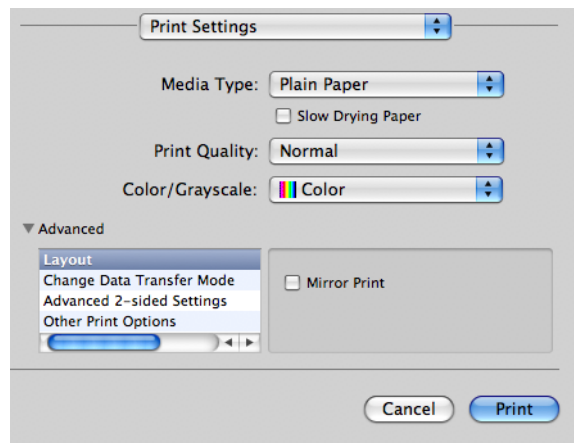 Print Settings
Media Type: Plain Paper
Slow Drying Paper
Print Quality: Normal
Color/Grayscale: Color
Advanced
Layout
Change Data Transfer Mode
Advanced 2-sided Settings
Other Print Options
Mirror Print
Cancel Print